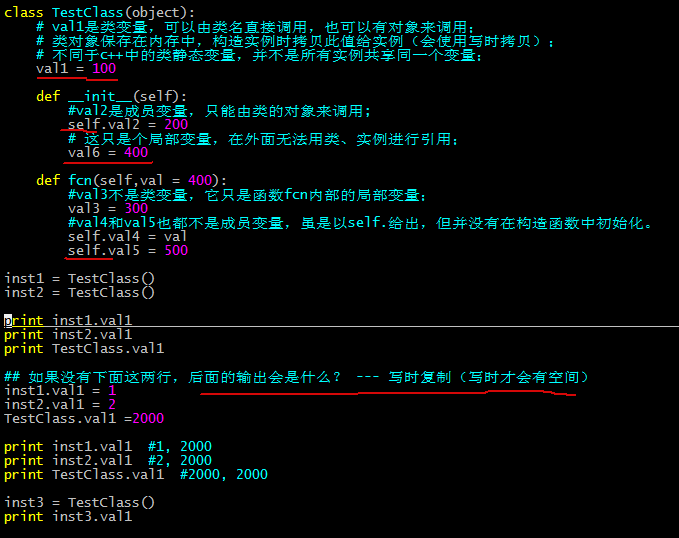 class TestClass(object):
    # val1是类变量，可以由类名直接调用，也可以有对象来调用；
    # 类对象保存在内存中，构造实例时拷贝此值给实例（会使用写时拷贝）；
    # 不同于c++中的类静态变量，并不是所有实例共享同一个变量；
    val1 = 100
    def __init__(self):
        #val2是成员变量，只能由类的对象来调用；
        self.val2 = 200
        # 这只是个局部变量，在外面无法用类、实例进行引用；
        val6 = 400
    def fcn(self,val = 400):
        #val3不是类变量，它只是函数fcn内部的局部变量；
        val3 = 300
        #val4和val5也都不是成员变量，虽是以self.给出，但并没有在构造函数中初始化。
        self.val4 = val
        self.val5 = 500
inst1 = TestClass()
inst2 = TestClass()
print inst1.val1
print inst2.val1
print TestClass.val1
## 如果没有下面这两行，后面的输出会是什么？ --- 写时复制（写时才会有空间）
inst1.val1 = 1
inst2.val1 = 2
TestClass.val1 =2000
print inst1.val1  #1, 2000
print inst2.val1  #2, 2000
print TestClass.val1  #2000, 2000
inst3 = TestClass()
print inst3.val1